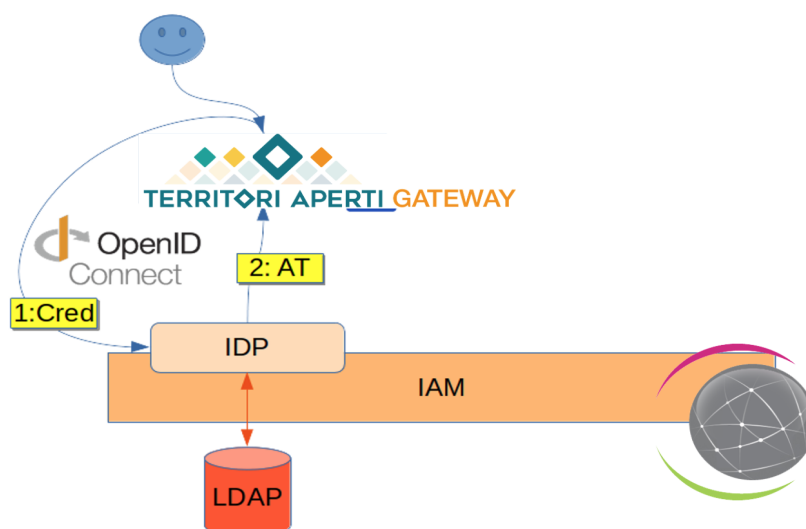 TERRITORI APERTI GATEWAY
OpenID
Connect
2: AT
1:Cred
IDP
IAM
LDAP